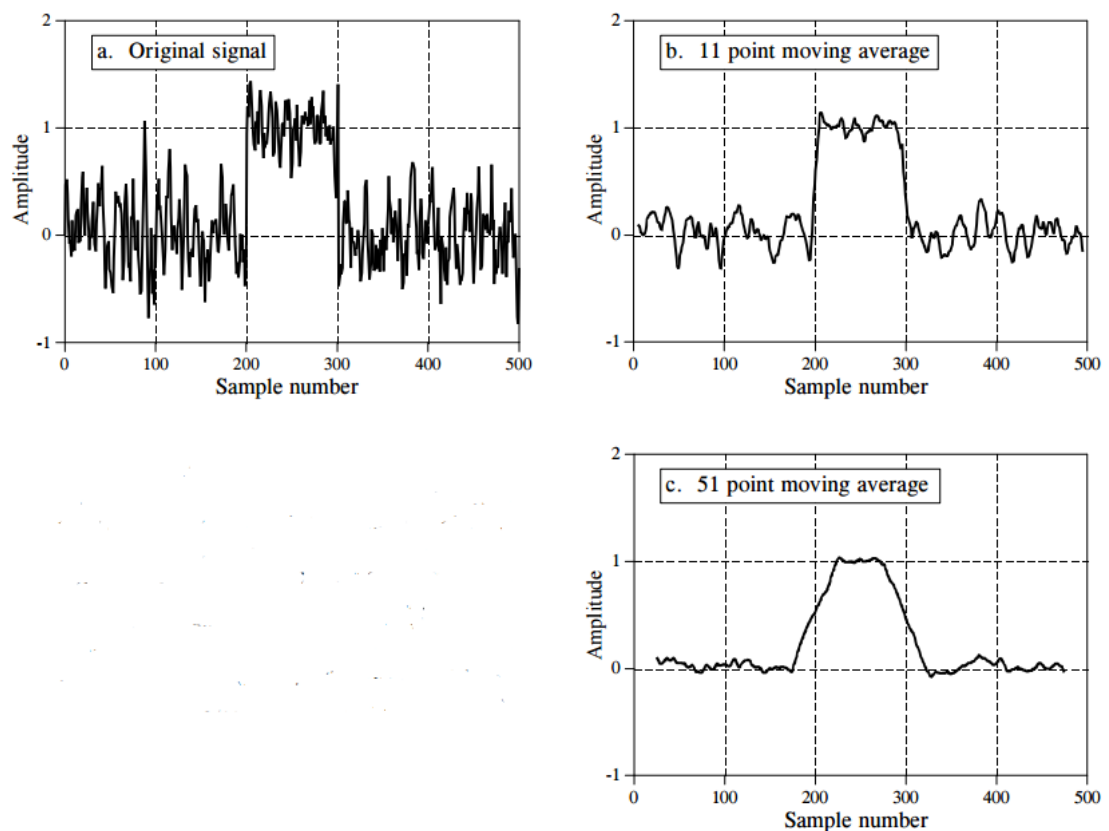 a. Original signal
2
1
0
-1
Amplitude
0 100 200 300 400 500
Sample number
b. 11 point moving average
2
1
0
-1
Amplitude
0 100 200 300 400 500
Sample number
c. 51 point moving average
2
1
0
-1
Amplitude
0 100 200 300 400 500
Sample number